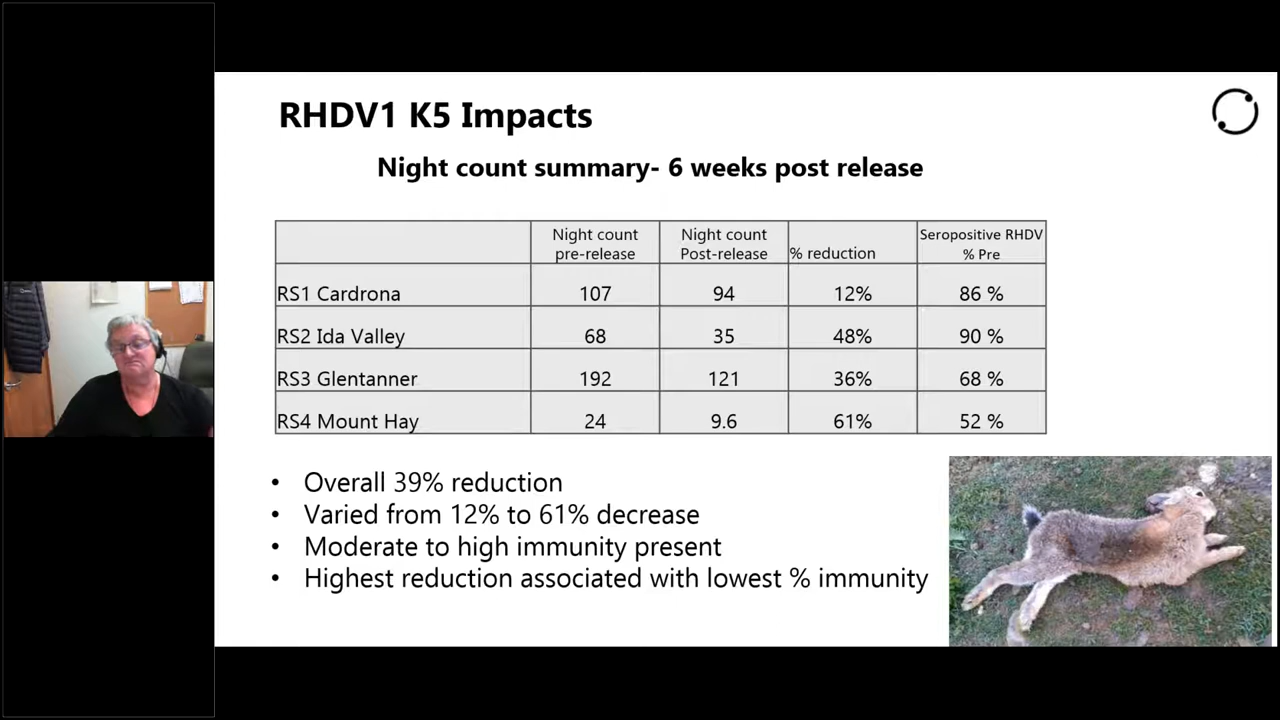 RHDV1 K5 Impacts
Night count summary- 6 weeks post release
Night count pre-release
Night count Post-release
% reduction
Seropositive RHDV % Pre
RS1 Cardrona 107 94 12% 86 %
RS2 Ida Valley 68 35 48% 90 %
RS3 Glentanner 192 121 36% 68 %
RS4 Mount Hay 24 9.6 61% 52 %
• Overall 39% reduction
• Varied from 12% to 61% decrease
• Moderate to high immunity present
• Highest reduction associated with lowest % immunity